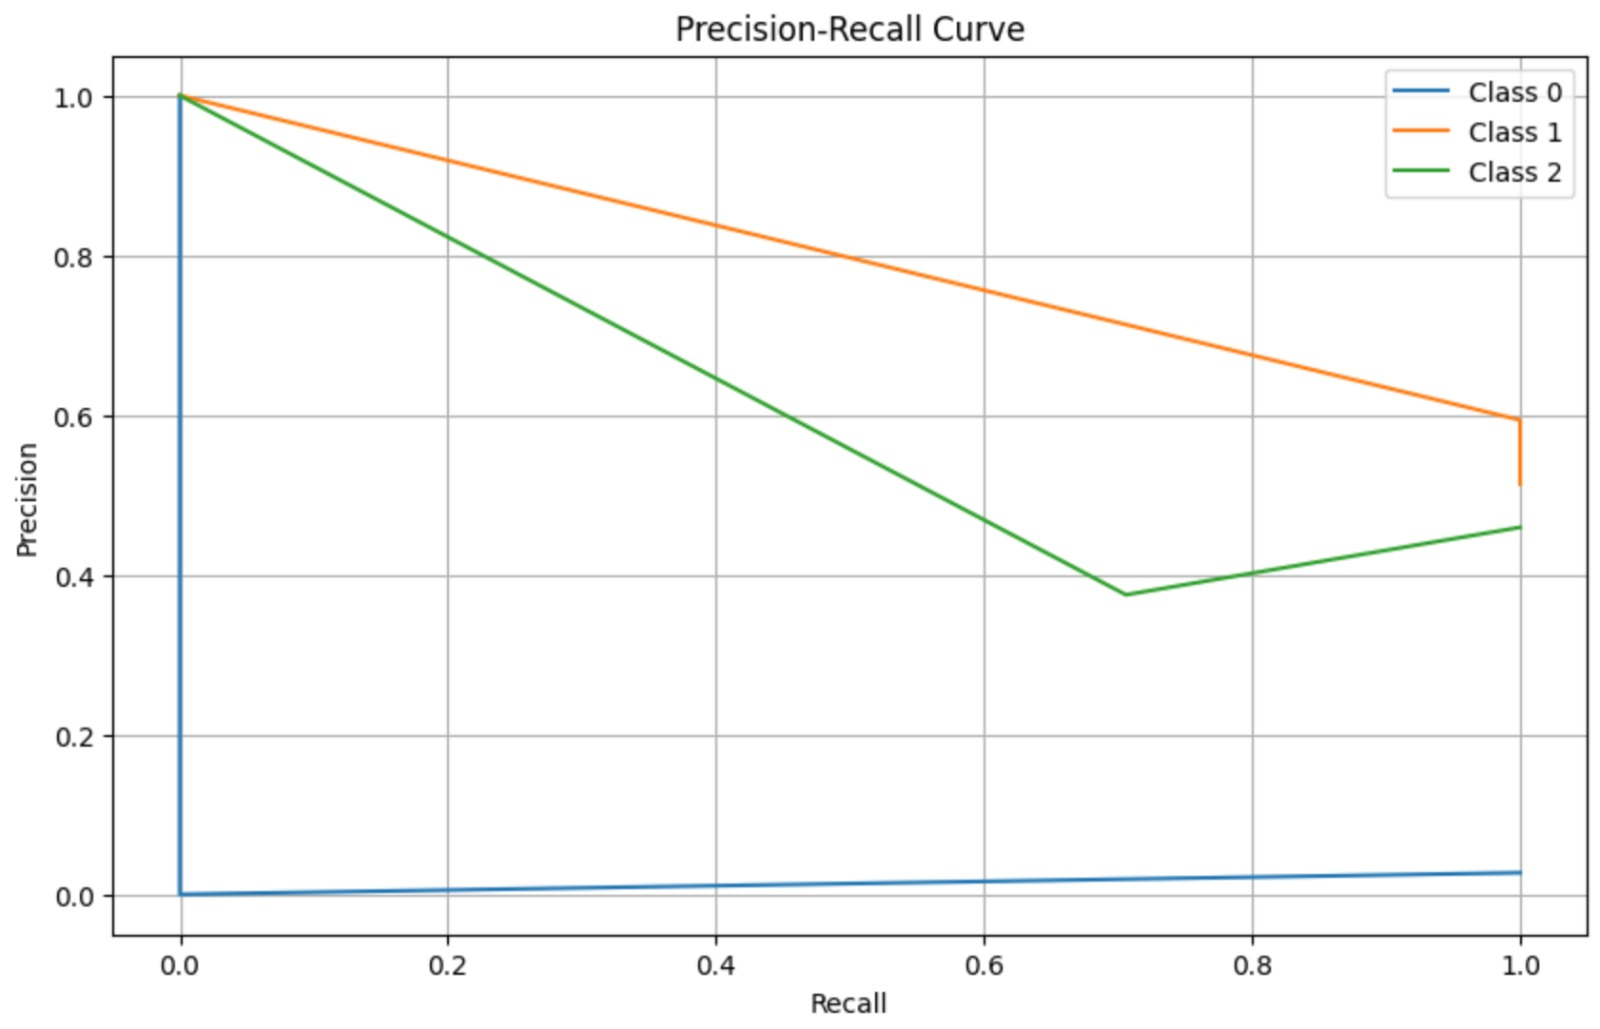 Precision-Recall Curve
Class 0
Class 1
Class 2
1.0
0.8
0.6
0.4
0.2
0.0
Precision
0.0 0.2 0.4 0.6 0.8 1.0
Recall